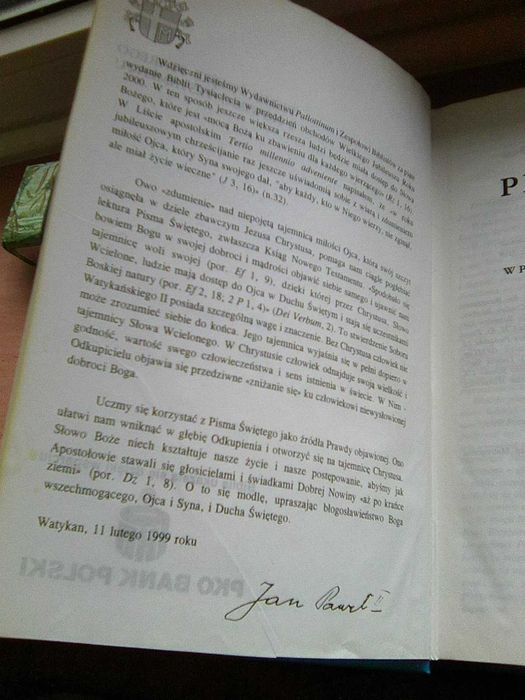 Wdzięczni jesteśmy Wydawnictwu Pallottinum i Zespołowi Biblistów za piąte
wydanie Biblii Tysiąclecia w przeddzień obchodów Wielkiego Jubileuszu Roku
2000. W ten sposób jeszcze większa rzesza ludzi będzie miała dostęp do Słowa
Bożego, które jest «mocą Bożą ku zbawieniu dla każdego wierzącego» (Rz 1, 16).
W Liście apostolskim Tertio millennio adveniente napisałem, że «w roku
jubileuszowym chrześcijanie raz jeszcze uświadomią sobie z wiarą i zdumieniem
miłość Ojca, który Syna swojego dał, "aby każdy, kto w Niego wierzy, nie zginął,
ale miał życie wieczne" (J 3, 16)» (n.32).
Owo «zdumienie» nad niepojętą tajemnicą miłości Ojca, która swój szczyt
osiągnęła w dziele zbawczym Jezusa Chrystusa, pomaga nam ciągle pogłębiać
lektura Pisma Świętego, zwłaszcza Ksiąg Nowego Testamentu. «Spodobało się
bowiem Bogu w swojej dobroci i mądrości objawić siebie samego i ujawnić nam
tajemnicę woli swojej (por. Ef 1, 9), dzięki której przez Chrystusa, Słowo
Wcielone, ludzie mają dostęp do Ojca w Duchu Świętym i stają się uczestnikami
Boskiej natury (por. Ef 2, 18; 2 P 1, 4)» (Dei Verbum, 2). To stwierdzenie Soboru
Watykańskiego II posiada szczególną wagę i znaczenie. Bez Chrystusa człowiek nie
może zrozumieć siebie do końca. Jego tajemnica wyjaśnia się w pełni dopiero w
tajemnicy Słowa Wcielonego. W Chrystusie człowiek odnajduje swoją wielkość i
godność, wartość swego człowieczeństwa i sens istnienia w świecie. W Nim -
Odkupicielu objawia się przedziwne «zniżanie się» ku człowiekowi niewysłowionej
dobroci Boga.
Uczmy się korzystać z Pisma Świętego jako źródła Prawdy objawionej. Ono
ułatwi nam wniknąć w głębię Odkupienia i otworzyć się na tajemnicę Chrystusa.
Słowo Boże niech kształtuje nasze życie i nasze postępowanie, abyśmy jak
Apostołowie stawali się głosicielami i świadkami Dobrej Nowiny «aż po krańce
ziemi» (por. Dz 1, 8). O to się modlę, upraszając błogosławieństwo Boga
wszechmogącego, Ojca i Syna, i Ducha Świętego.
Watykan, 11 lutego 1999 roku
Jan Paweł II
PKO BANK POLSKI
P
W P